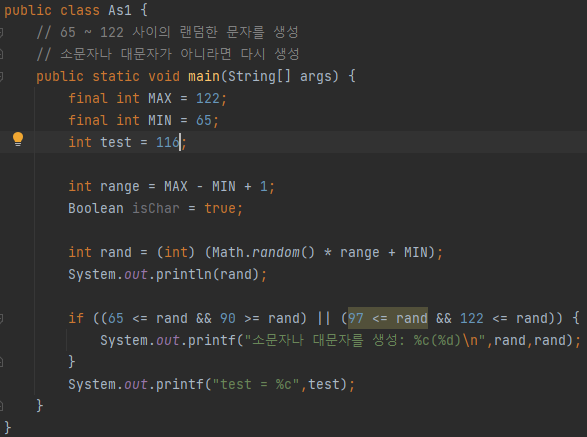 public class As1 {
    // 65 ~ 122 사이의 랜덤한 문자를 생성
    // 소문자나 대문자가 아니라면 다시 생성
    public static void main(String[] args) {
        final int MAX = 122;
        final int MIN = 65;
        int test = 116;

        int range = MAX - MIN + 1;
        Boolean isChar = true;

        int rand = (int) (Math.random() * range + MIN);
        System.out.println(rand);

        if ((65 <= rand && 90 >= rand) || (97 <= rand && 122 <= rand)) {
            System.out.printf("소문자나 대문자를 생성: %c(%d)\n",rand,rand);
        }
        System.out.printf("test = %c",test);
    }
}